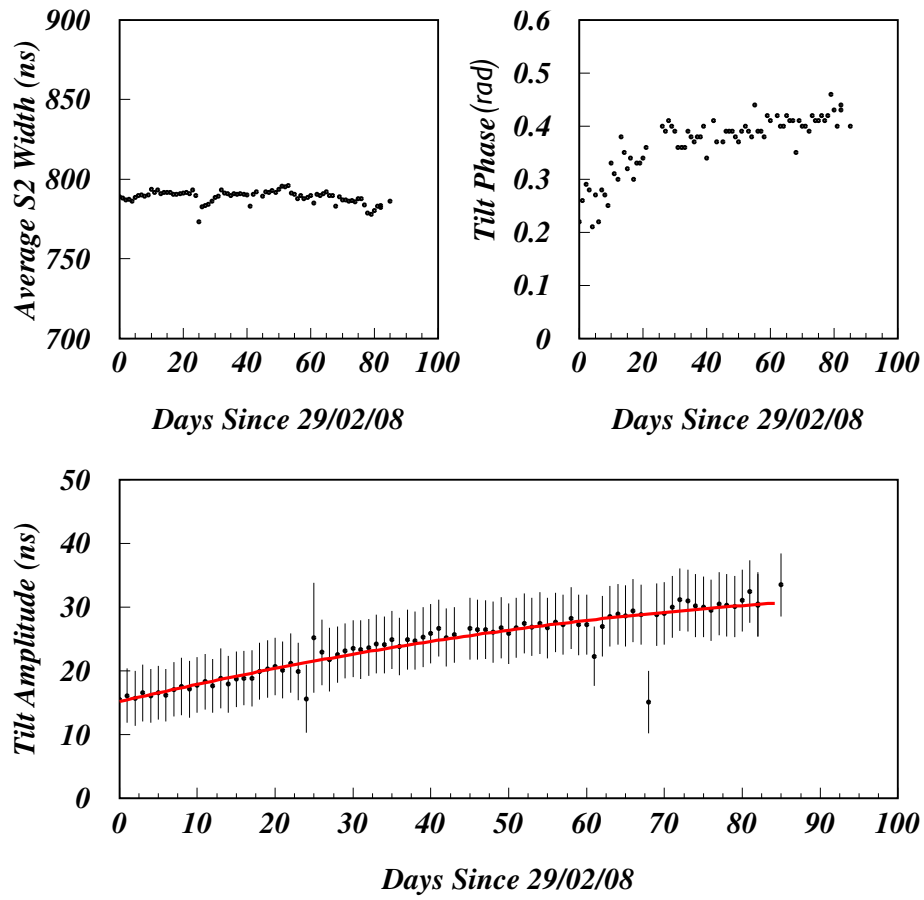 Average S2 Width (ns)
900
850
800
750
700
0 20 40 60 80 100
Days Since 29/02/08
Tilt Phase (rad)
0.6
0.5
0.4
0.3
0.2
0.1
0
0 20 40 60 80 100
Days Since 29/02/08
Tilt Amplitude (ns)
50
40
30
20
10
0
0 10 20 30 40 50 60 70 80 90 100
Days Since 29/02/08